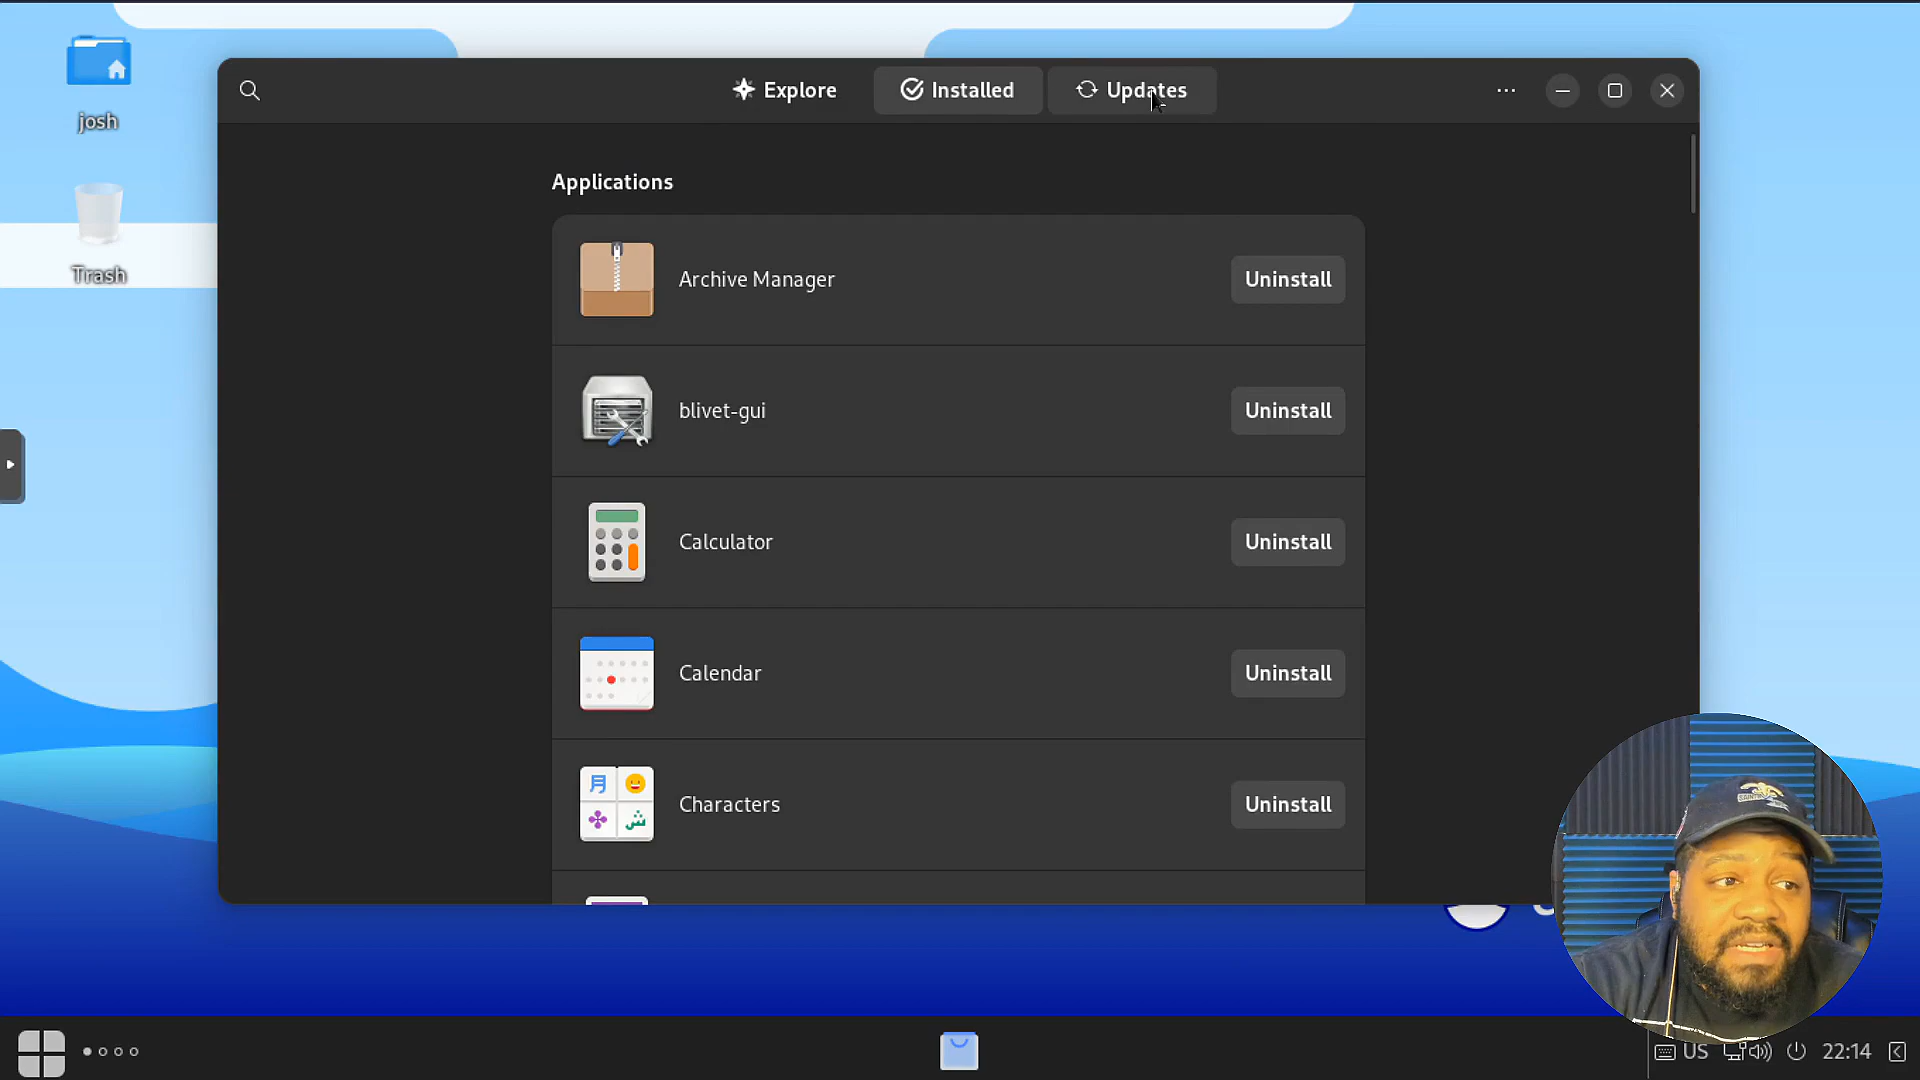 josh
Trash
Explore
Installed
Updates
Applications
Archive Manager
Uninstall
blivet-gui
Uninstall
Calculator
Uninstall
Calendar
Uninstall
月
ش
Characters
Uninstall
US
22:14